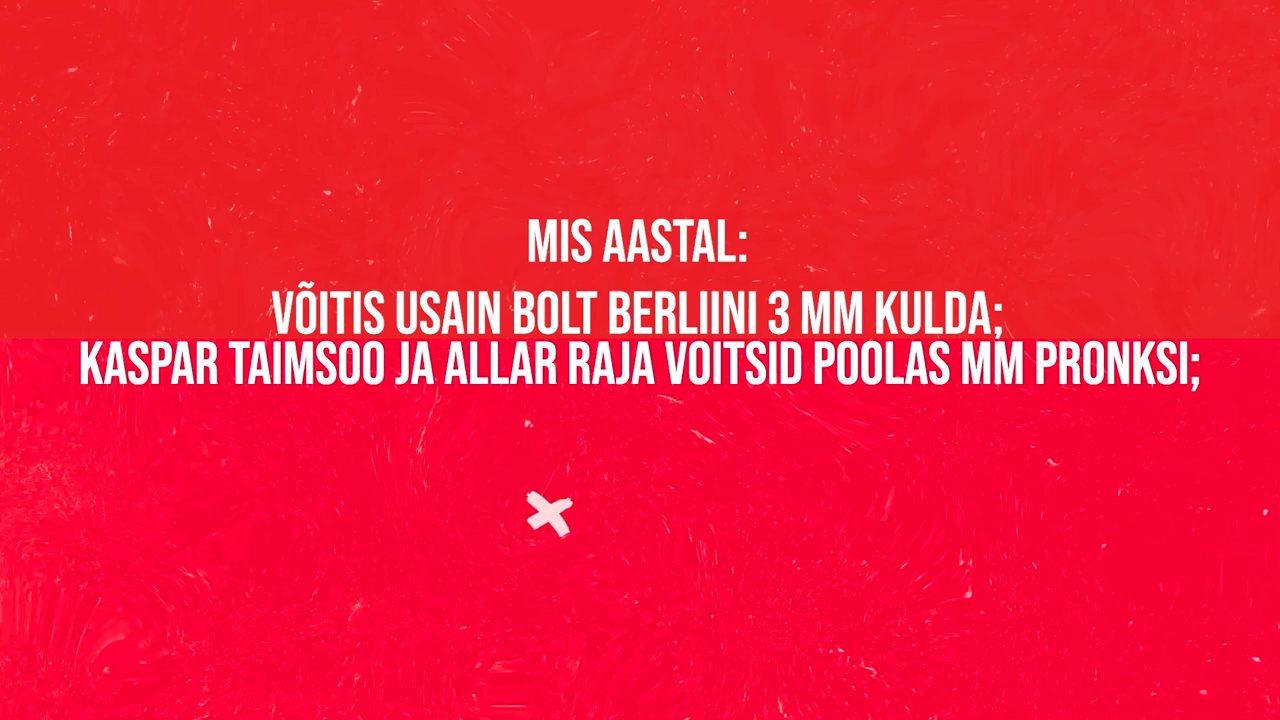 MIS AASTAL:
VÕITIS USAIN BOLT BERLIINI 3 MM KULDA;
KASPAR TAIMSOO JA ALLAR RAJA VOITSID POOLAS MM PRONKSI;